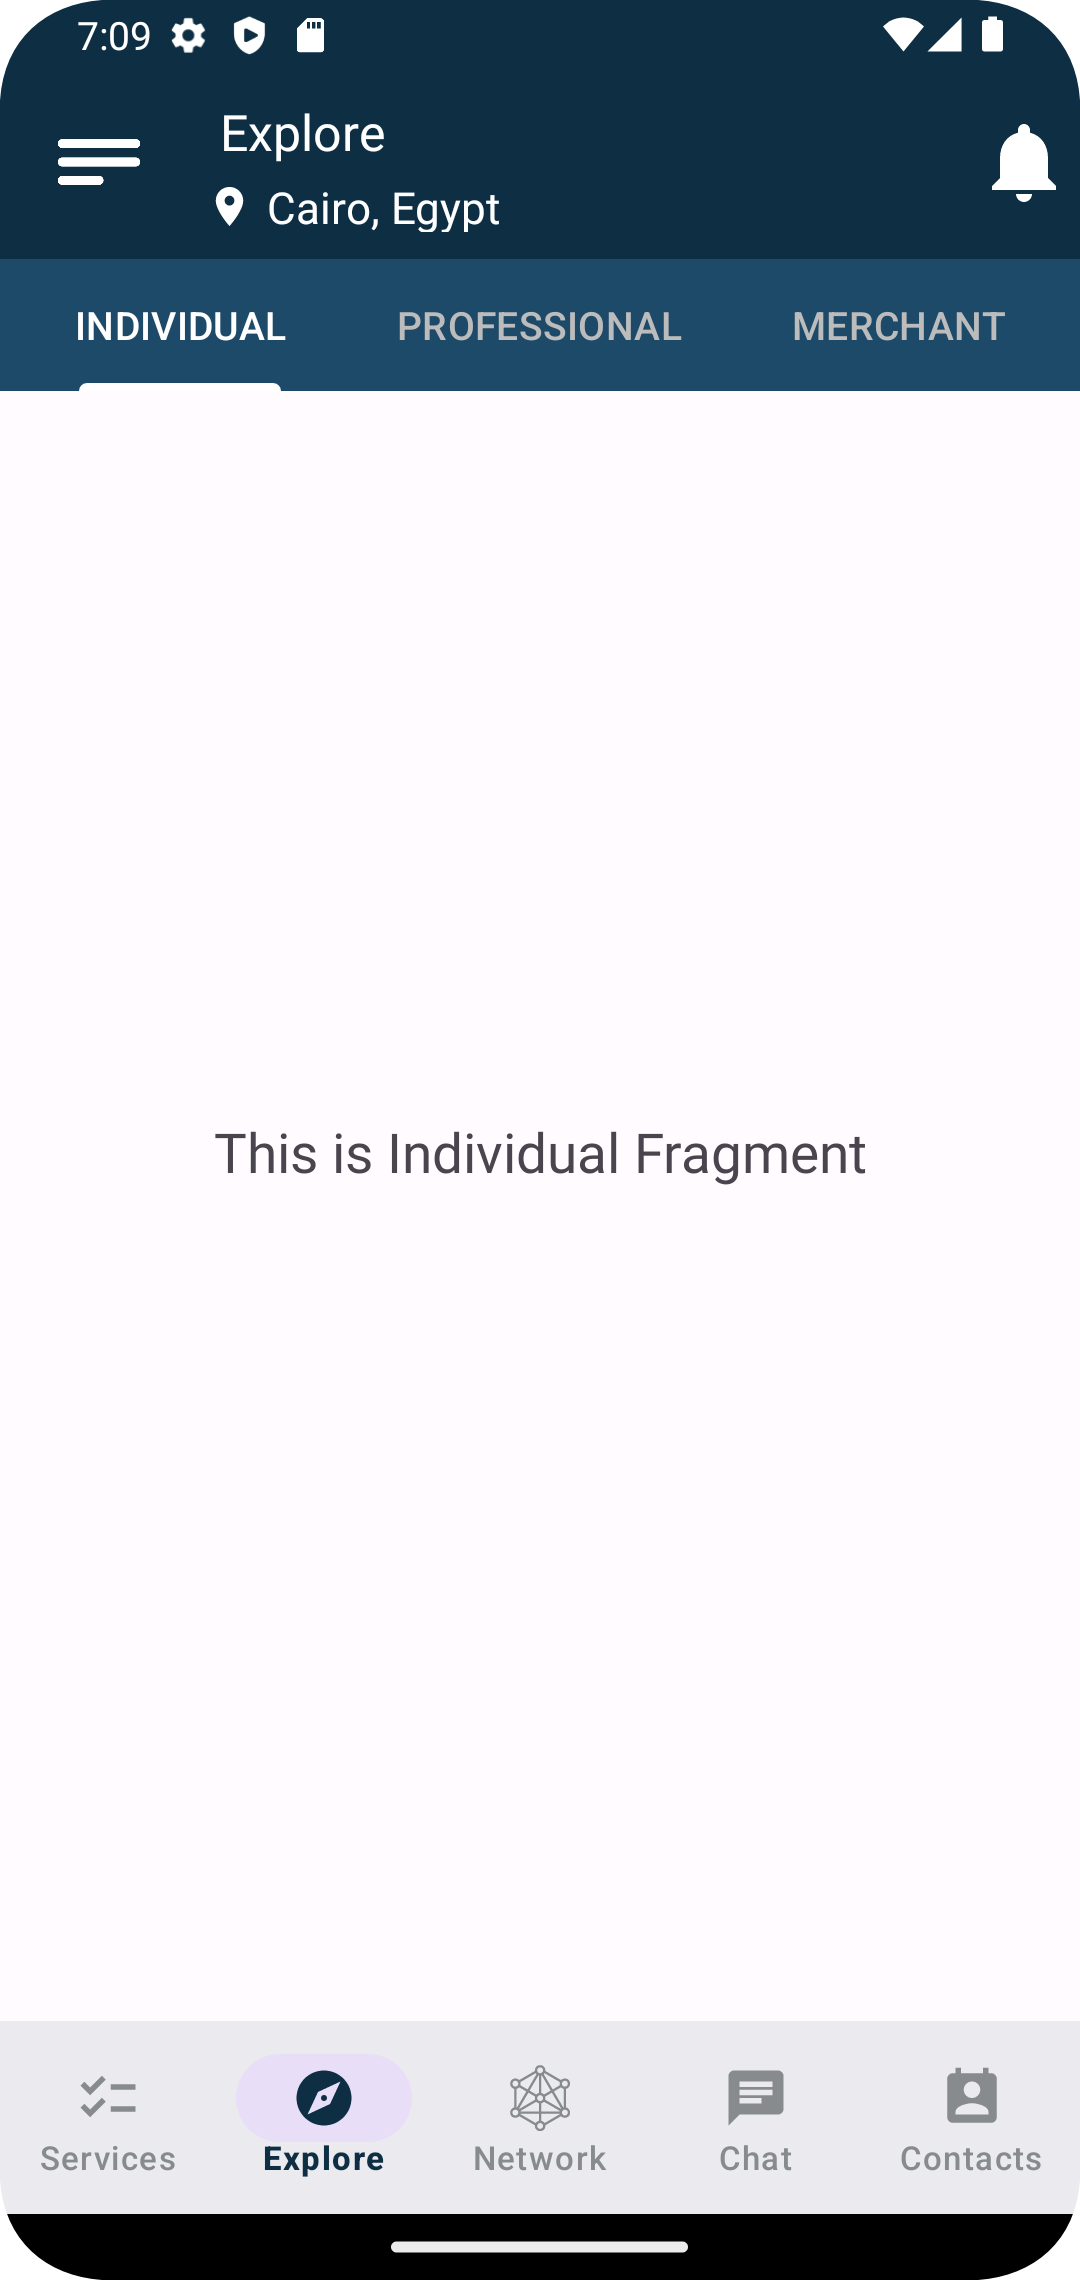 7:09
Explore
Cairo, Egypt
INDIVIDUAL PROFESSIONAL MERCHANT
This is Individual Fragment
Services Explore Network Chat Contacts